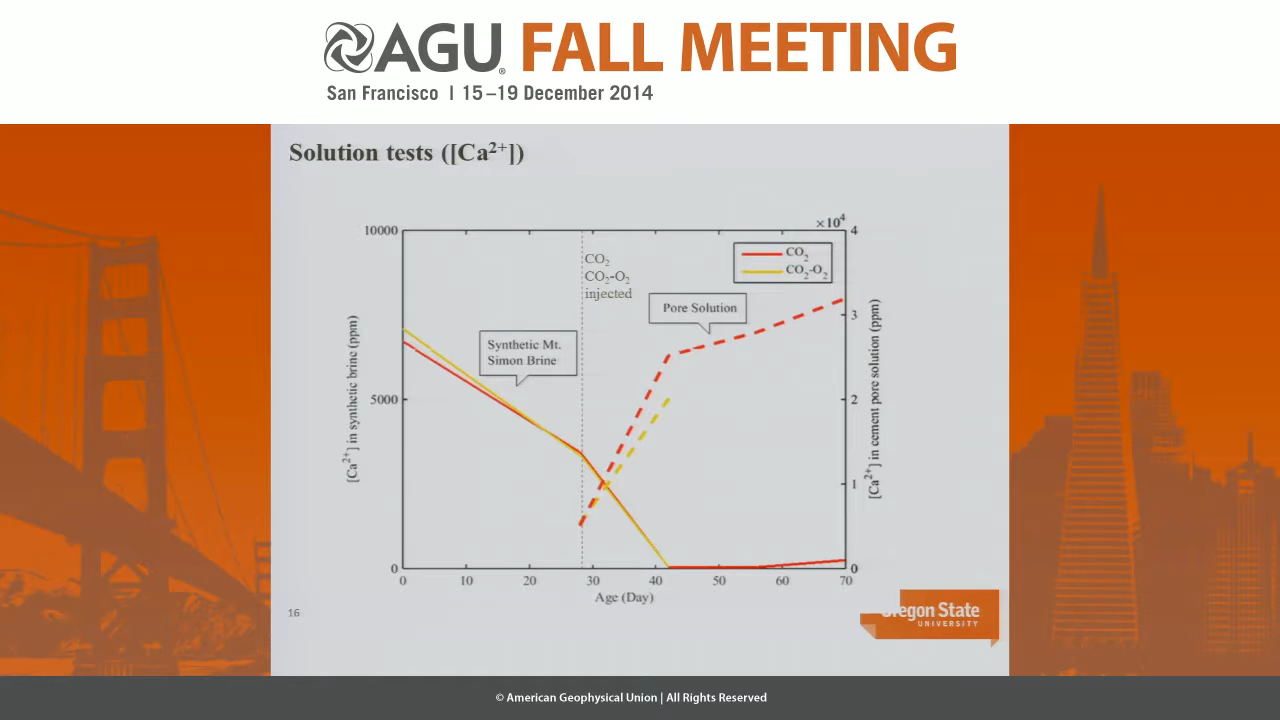 AGU FALL MEETING
San Francisco | 15–19 December 2014
Solution tests ([Ca²⁺])
×10⁴
10000
4
CO₂
CO₂-O₂
CO₂
CO₂-O₂
injected
Pore Solution
3
Synthetic Mt.
Simon Brine
[Ca²⁺] in synthetic brine (ppm)
[Ca²⁺] in cement pore solution (ppm)
5000
2
1
0
0
0 10 20 30 40 50 60 70
Age (Day)
16
Oregon State
UNIVERSITY
© American Geophysical Union | All Rights Reserved